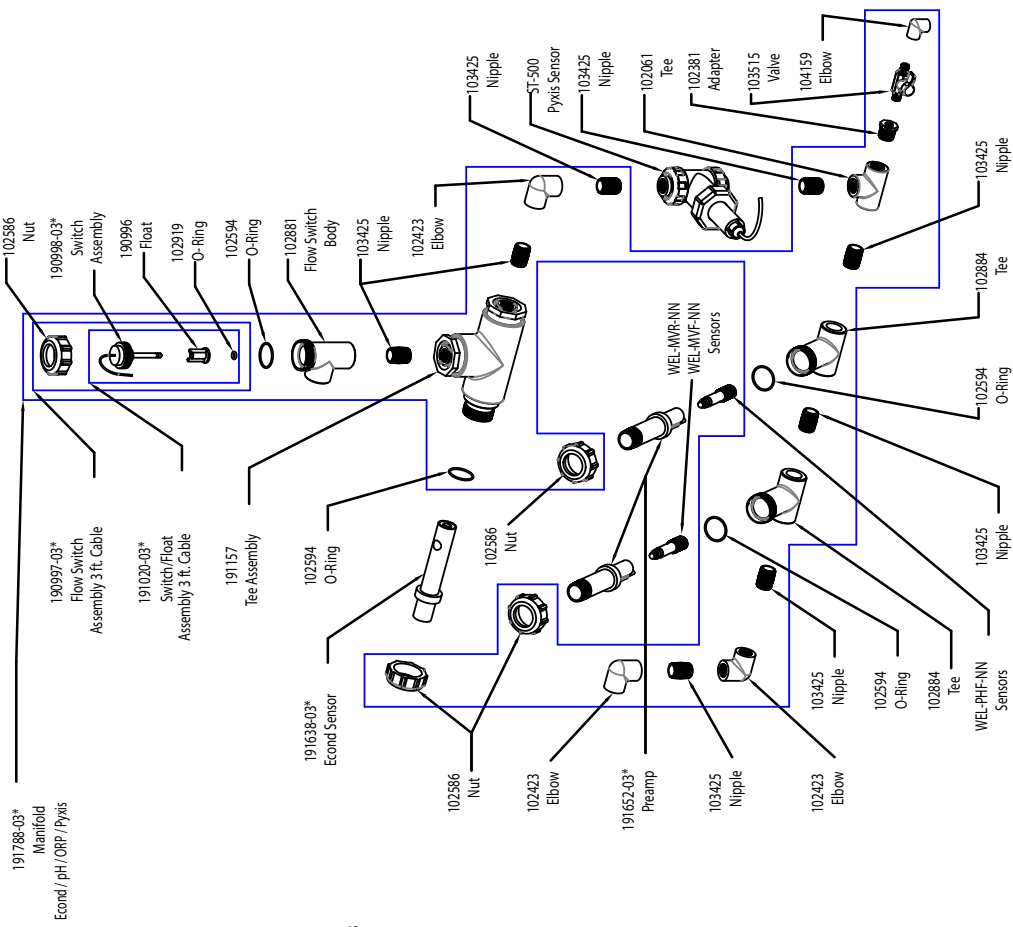 191788-03*
Manifold
Econd / pH / ORP / Pyxis
190997-03*
Flow Switch
Assembly 3 ft. Cable
191020-03*
Switch/Float
Assembly 3 ft. Cable
191157
Tee Assembly
102594
O-Ring
191638-03*
Econd Sensor
102586
Nut
102586
Nut
190998-03*
Switch
Assembly
190996
Float
102919
O- Ring
102594
O-Ring
102881
Flow Switch
Body
103425
Nipple
102423
Elbow
103425
Nipple
ST-500
Pyxis Sensor
103425
Nipple
102061
Tee
102381
Adapter
103515
Valve
104159
Elbow
103425
Nipple
102884
Tee
102594
O-Ring
103425
Nipple
WEL-MVR-NN
WEL-MVF-NN
Sensors
102586
Nut
102423
Elbow
191652-03*
Preamp
103425
Nipple
102423
Elbow
103425
Nipple
102594
O-Ring
102884
Tee
WEL-PHF-NN
Sensors